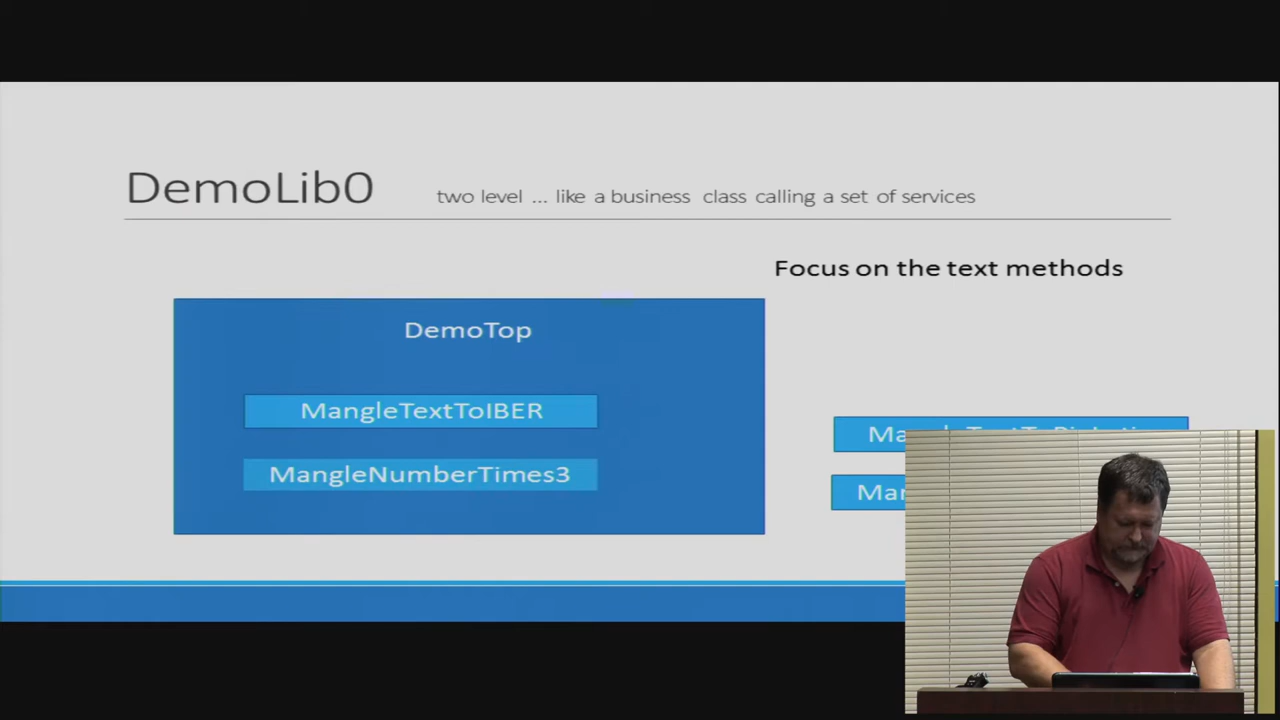 DemoLib0
two level ... like a business class calling a set of services
Focus on the text methods
DemoTop
MangleTextToIBER
MangleNumberTimes3